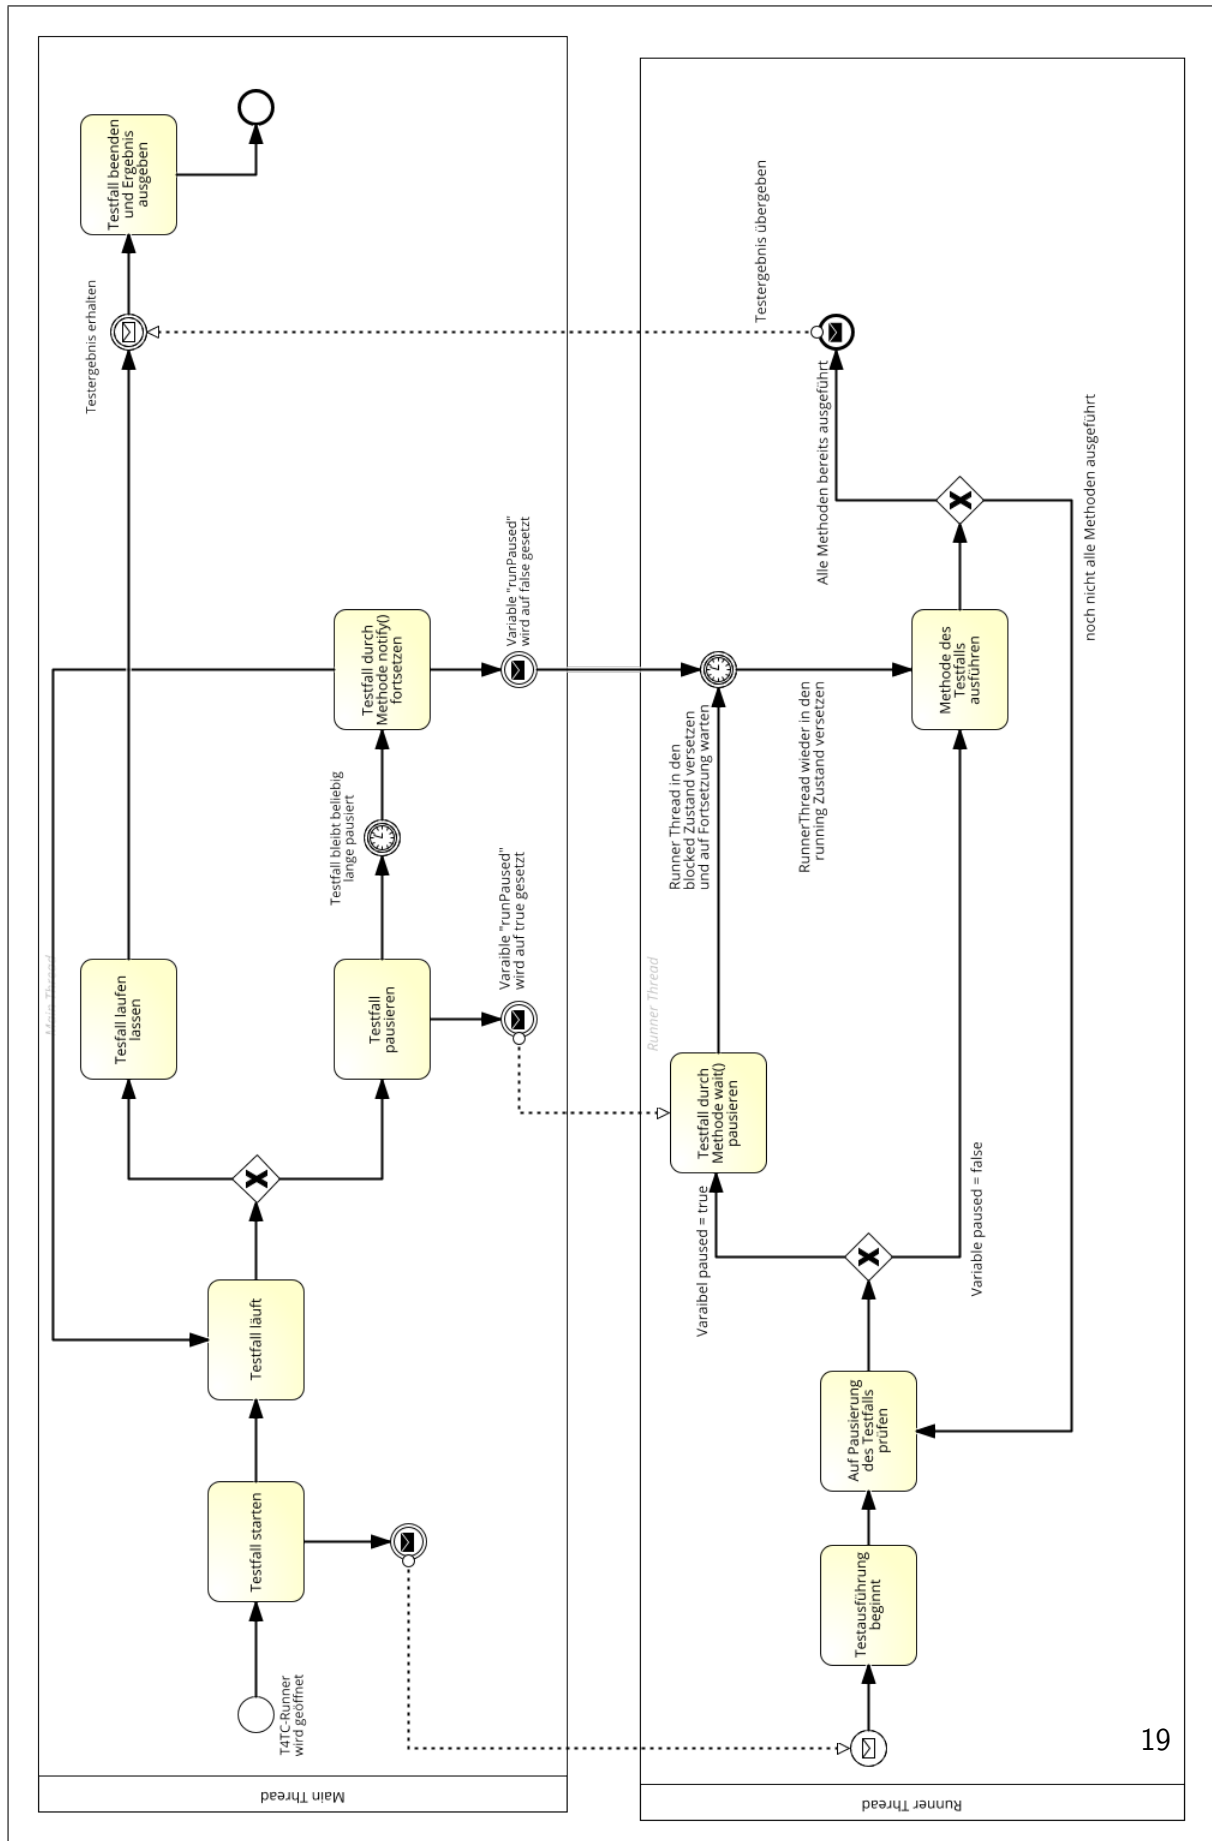 Main Thread
T4TC-Runner
wird geöffnet
Testfall starten
Testfall läuft
Tesfall laufen
lassen
Testergebnis erhalten
Testfall beenden
und Ergebnis
ausgeben
Main Thread
Testfall
pausieren
Testfall bleibt beliebig
lange pausiert
Testfall durch
Methode notify()
fortsetzen
Varaible "runPaused"
wird auf true gesetzt
Variable "runPaused"
wird auf false gesetzt
Runner Thread
Runner Thread
Testausführung
beginnt
Auf Pausierung
des Testfalls
prüfen
Varaibel paused = true
Testfall durch
Methode wait()
pausieren
Runner Thread in den
blocked Zustand versetzen
und auf Fortsetzung warten
RunnerThread wieder in den
running Zustand versetzen
Variable paused = false
Methode des
Testfalls
ausführen
Alle Methoden bereits ausgeführt
Testergebnis übergeben
noch nicht alle Methoden ausgeführt
19